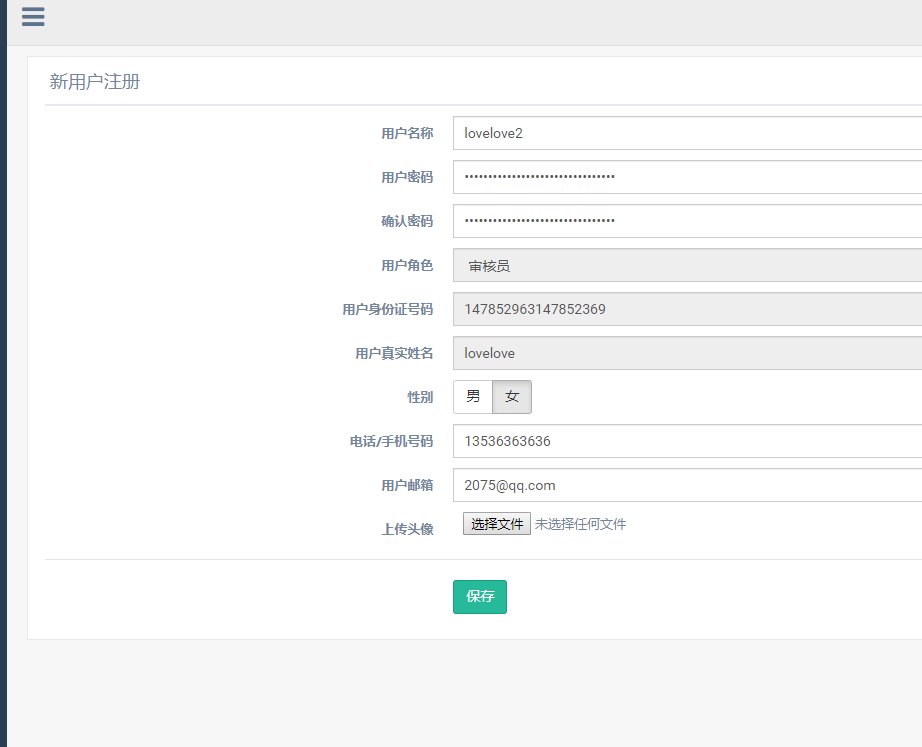 新用户注册
用户名称 lovelove2
用户密码 ································
确认密码 ································
用户角色 审核员
用户身份证号码 147852963147852369
用户真实姓名 lovelove
性别 男 女
电话/手机号码 13536363636
用户邮箱 2075@qq.com
上传头像 选择文件 未选择任何文件
保存